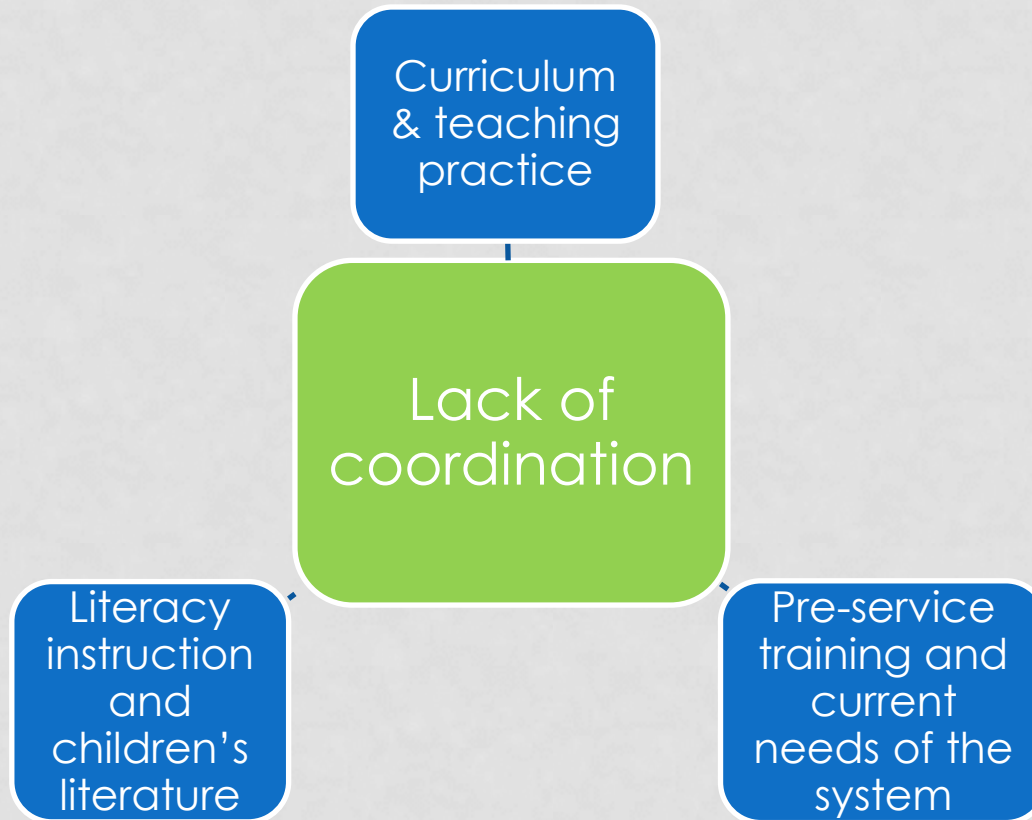 Curriculum
& teaching
practice
Lack of
coordination
Literacy
instruction
and
children’s
literature
Pre-service
training and
current
needs of the
system